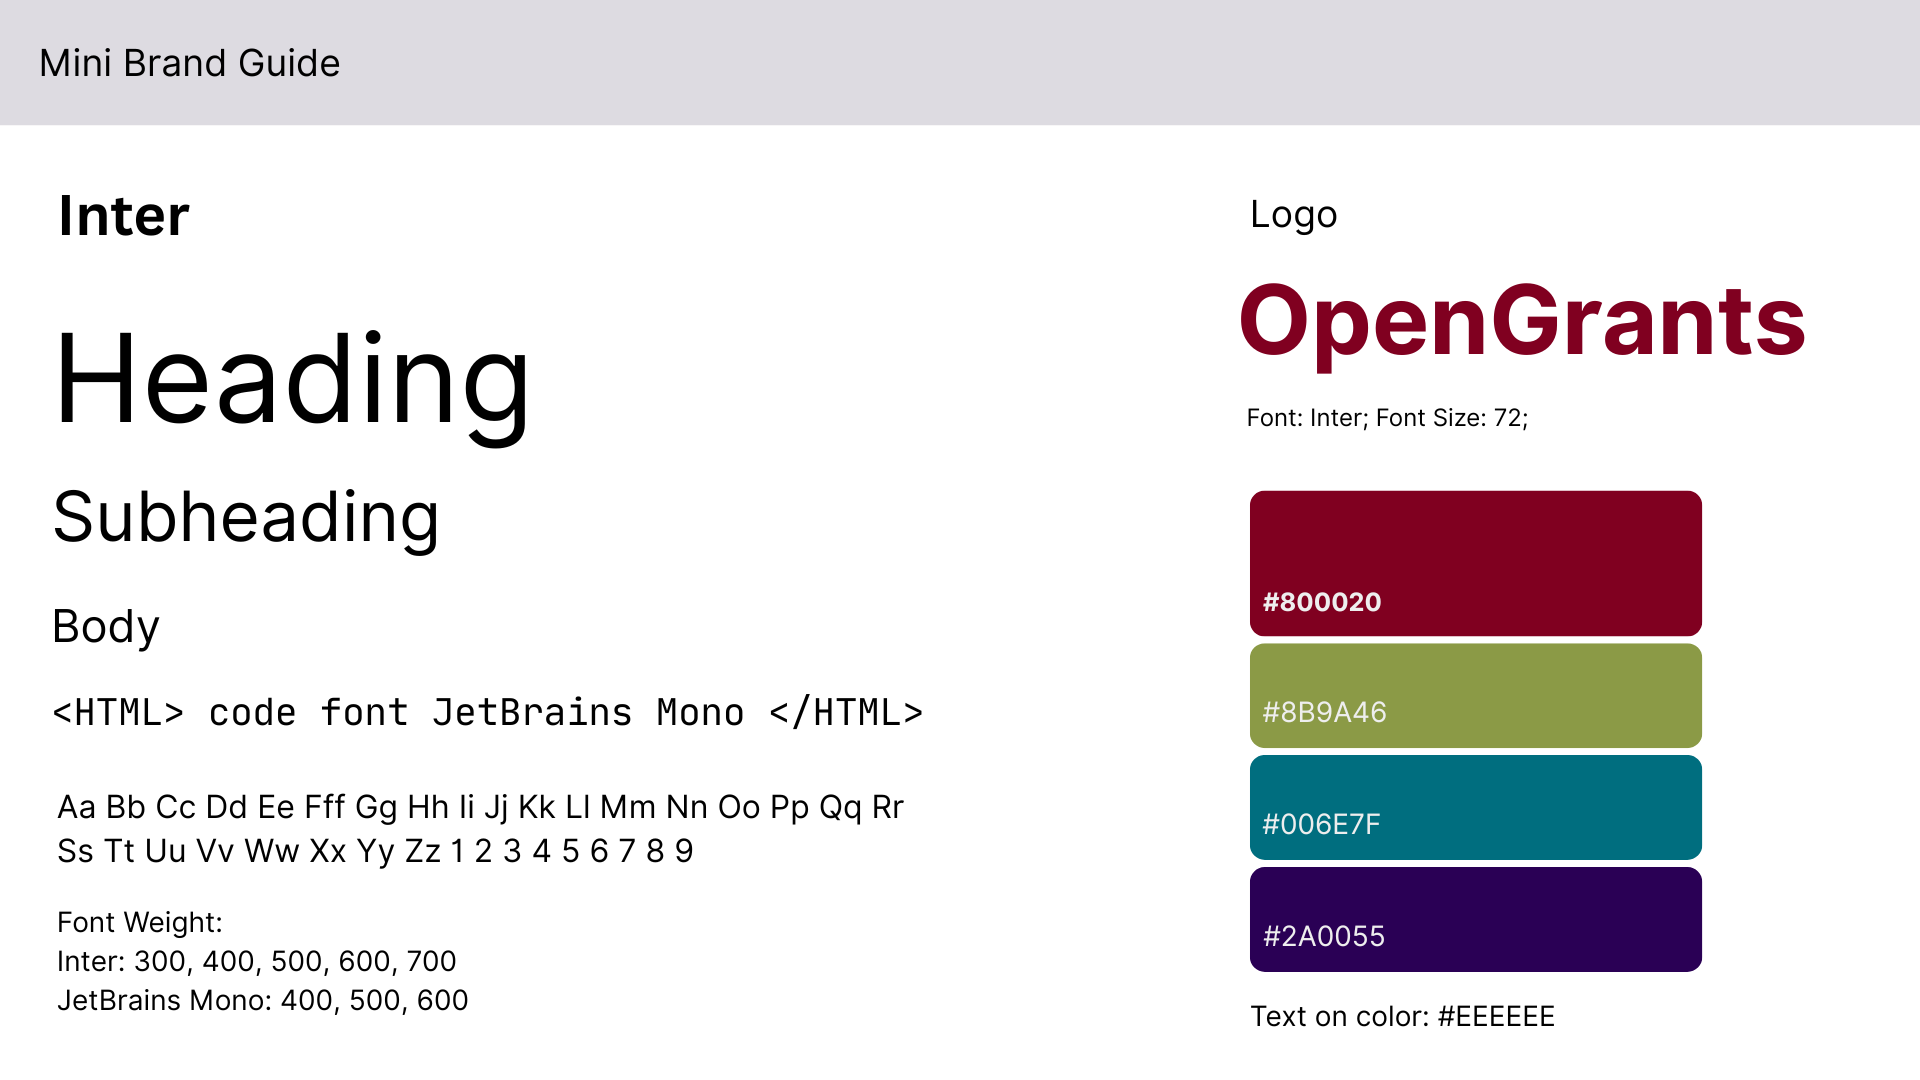 Mini Brand Guide
Inter
Heading
Subheading
Body
<HTML> code font JetBrains Mono </HTML>
Aa Bb Cc Dd Ee Fff Gg Hh Ii Jj Kk Ll Mm Nn Oo Pp Qq Rr
Ss Tt Uu Vv Ww Xx Yy Zz 1 2 3 4 5 6 7 8 9
Font Weight:
Inter: 300, 400, 500, 600, 700
JetBrains Mono: 400, 500, 600
Logo
OpenGrants
Font: Inter; Font Size: 72;
#800020
#8B9A46
#006E7F
#2A0055
Text on color: #EEEEEE